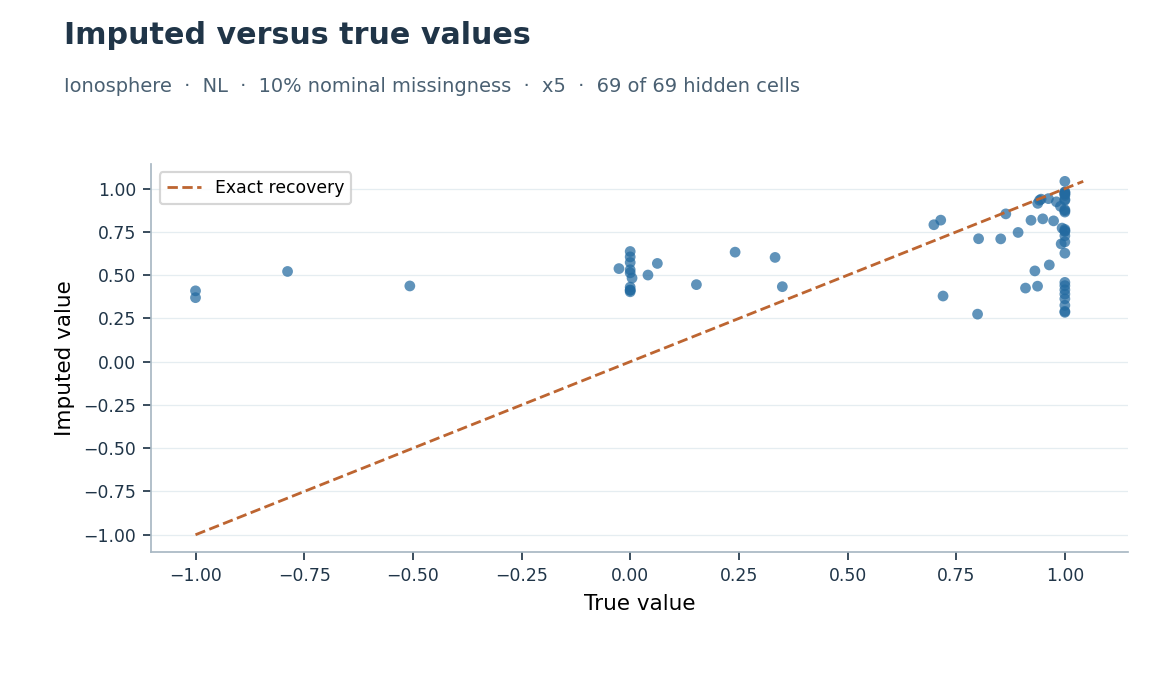 Imputed versus true values
Ionosphere · NL · 10% nominal missingness · x5 · 69 of 69 hidden cells
Exact recovery
Imputed value
1.00
0.75
0.50
0.25
0.00
−0.25
−0.50
−0.75
−1.00
−1.00 −0.75 −0.50 −0.25 0.00 0.25 0.50 0.75 1.00
True value